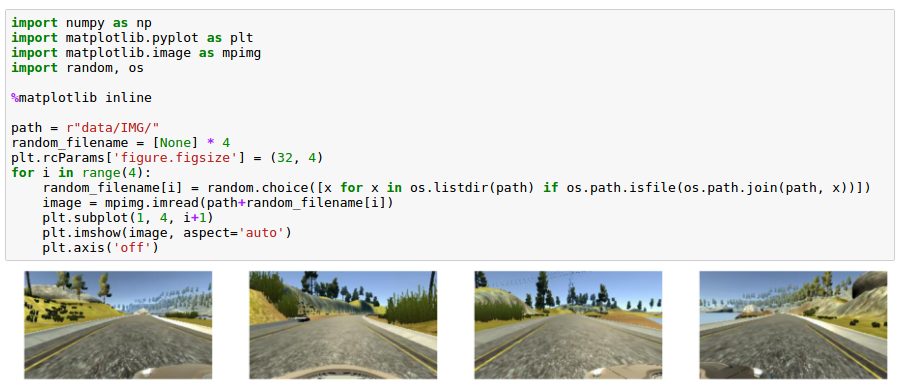 import numpy as np
import matplotlib.pyplot as plt
import matplotlib.image as mpimg
import random, os
%matplotlib inline
path = r"data/IMG/"
random_filename = [None] * 4
plt.rcParams['figure.figsize'] = (32, 4)
for i in range(4):
    random_filename[i] = random.choice([x for x in os.listdir(path) if os.path.isfile(os.path.join(path, x))])
    image = mpimg.imread(path+random_filename[i])
    plt.subplot(1, 4, i+1)
    plt.imshow(image, aspect='auto')
    plt.axis('off')